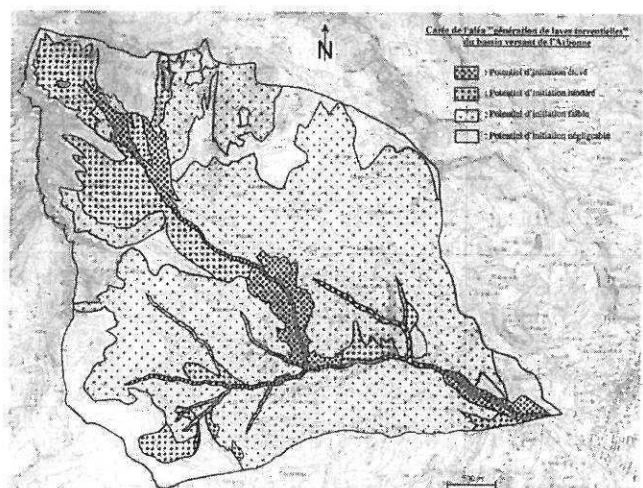 N
Carte de l'aléa "génération de laves torrentielles"
du bassin versant de l'Arbonne
: Potentiel d'initiation élevé
: Potentiel d'initiation modéré
: Potentiel d'initiation faible
: Potentiel d'initiation négligeable
500 m